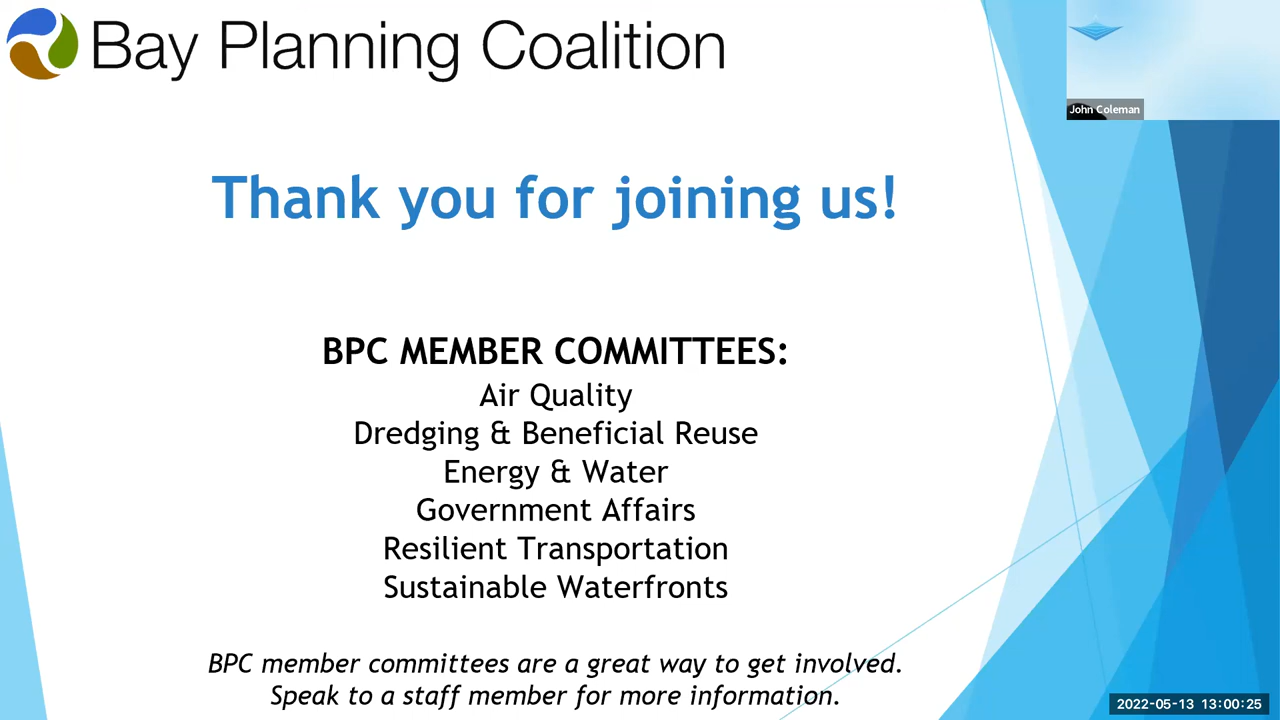 Bay Planning Coalition
John Coleman
Thank you for joining us!
BPC MEMBER COMMITTEES:
Air Quality
Dredging & Beneficial Reuse
Energy & Water
Government Affairs
Resilient Transportation
Sustainable Waterfronts
BPC member committees are a great way to get involved.
Speak to a staff member for more information.
2022-05-13 13:00:25